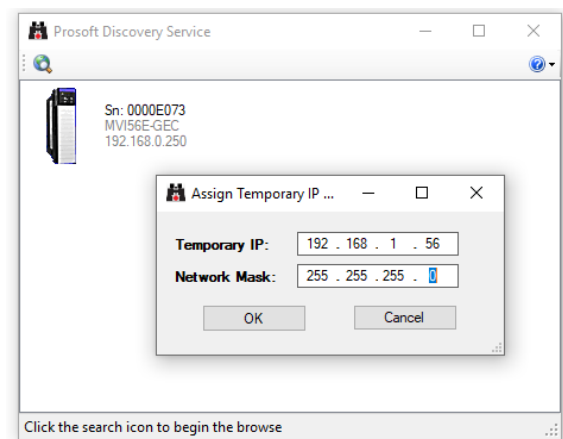 Prosoft Discovery Service
Sn: 0000E073
MVI56E-GEC
192.168.0.250
Assign Temporary IP ...
Temporary IP: 192 . 168 . 1 . 56
Network Mask: 255 . 255 . 255 . 0
OK Cancel
Click the search icon to begin the browse